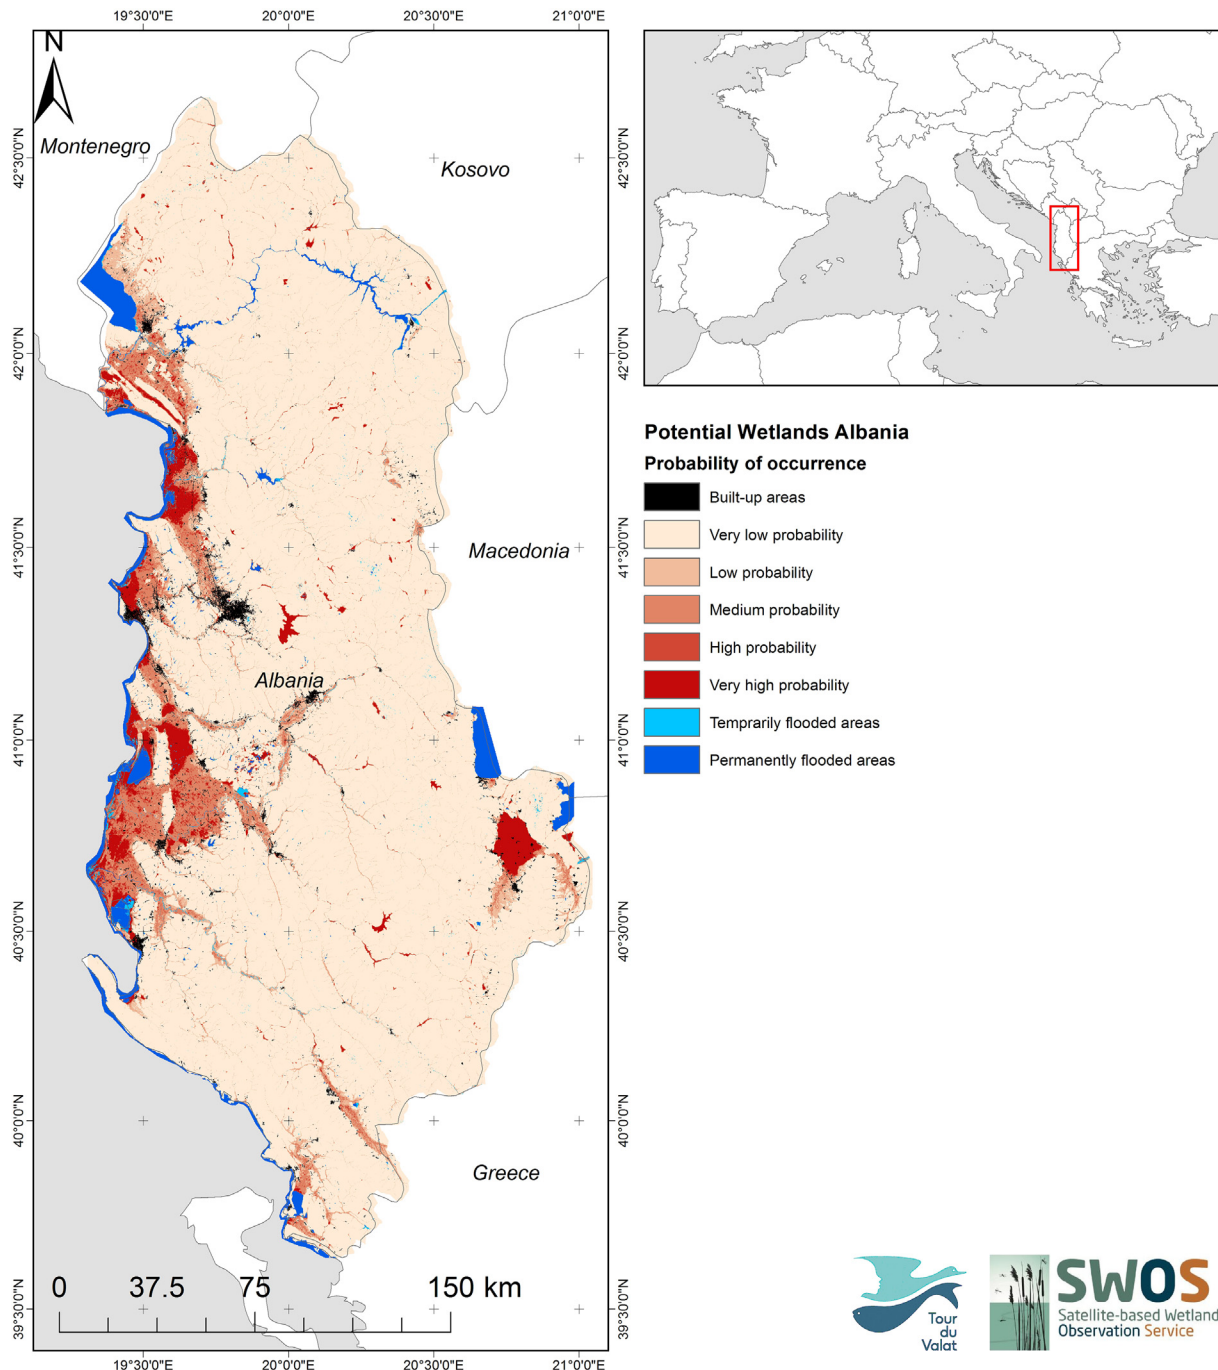 19°30'0"E 20°0'0"E 20°30'0"E 21°0'0"E
N
Montenegro
Kosovo
Macedonia
Albania
Greece
42°30'0"N
42°0'0"N
41°30'0"N
41°0'0"N
40°30'0"N
40°0'0"N
39°30'0"N
42°30'0"N
42°0'0"N
41°30'0"N
41°0'0"N
40°30'0"N
40°0'0"N
39°30'0"N
0 37.5 75 150 km
19°30'0"E 20°0'0"E 20°30'0"E 21°0'0"E
Potential Wetlands Albania
Probability of occurrence
Built-up areas
Very low probability
Low probability
Medium probability
High probability
Very high probability
Temprarily flooded areas
Permanently flooded areas
Tour
du
Valat
SWOS
Satellite-based Wetland
Observation Service